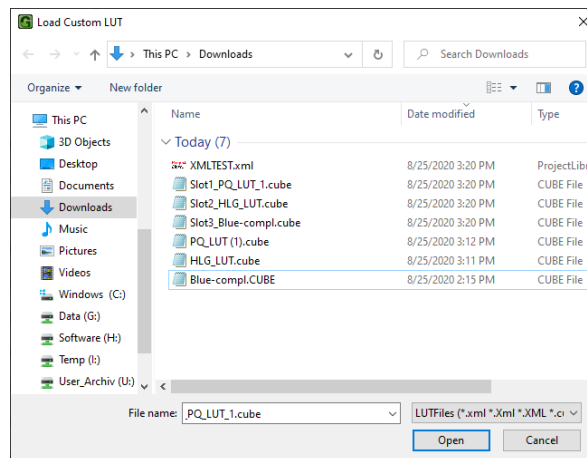 Load Custom LUT
This PC > Downloads
Search Downloads
Organize
New folder
Name Date modified Type
Today (7)
XMLTEST.xml 8/25/2020 3:20 PM ProjectLib
Slot1_PQ_LUT_1.cube 8/25/2020 3:20 PM CUBE File
Slot2_HLG_LUT.cube 8/25/2020 3:20 PM CUBE File
Slot3_Blue-compl.cube 8/25/2020 3:20 PM CUBE File
PQ_LUT (1).cube 8/25/2020 3:12 PM CUBE File
HLG_LUT.cube 8/25/2020 3:11 PM CUBE File
Blue-compl.CUBE 8/25/2020 2:15 PM CUBE File
This PC
3D Objects
Desktop
Documents
Downloads
Music
Pictures
Videos
Windows (C:)
Data (G:)
Software (H:)
Temp (I:)
User_Archiv (U:)
File name: PQ_LUT_1.cube
LUTFiles (*.xml *.Xml *.XML *.cu
Open
Cancel